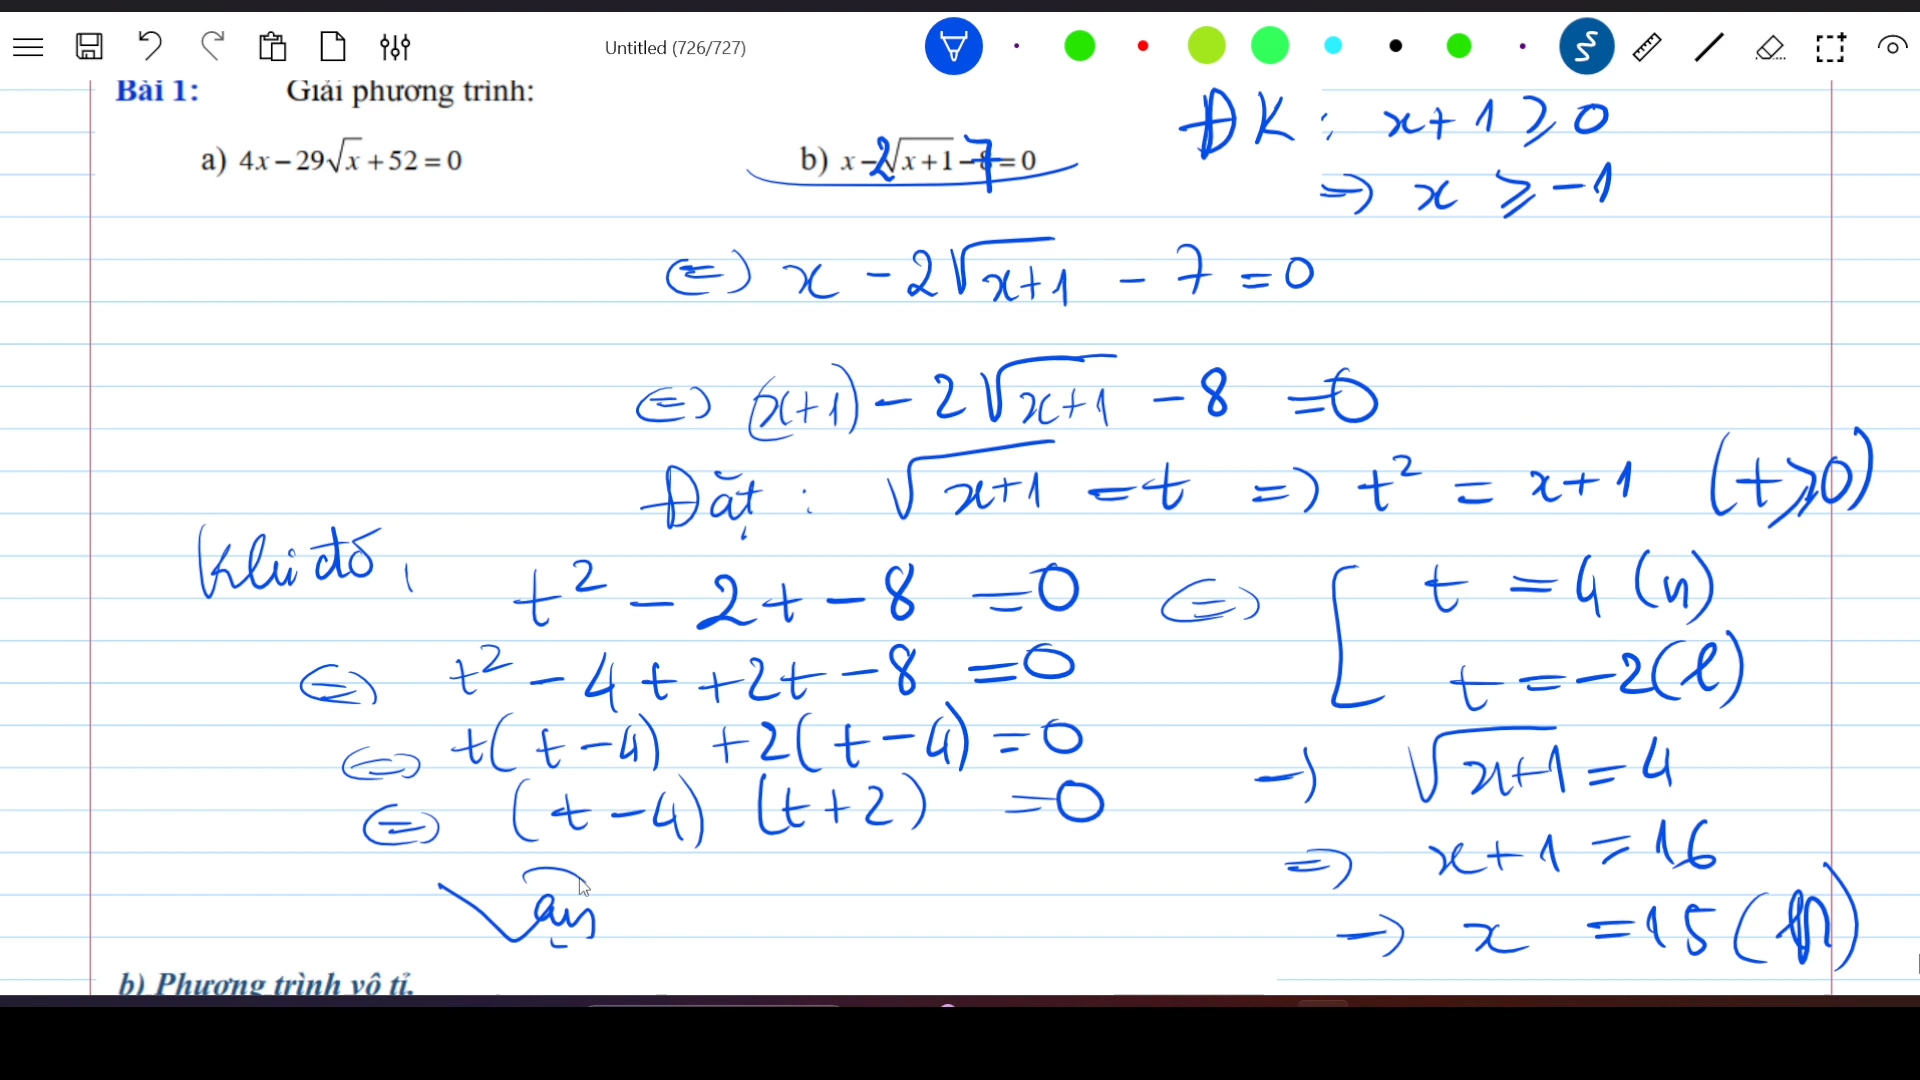 Untitled (726/727)
Bài 1: Giải phương trình:
a) 4x − 29√x + 52 = 0
b) x − 2√(x+1) − 7 = 0
ĐK : x + 1 ⩾ 0
=> x ⩾ −1
<=> x − 2√(x+1) − 7 = 0
<=> (x+1) − 2√(x+1) − 8 = 0
Đặt : √(x+1) = t => t² = x + 1 (t ⩾ 0)
Khi đó,
t² − 2t − 8 = 0
<=> t² − 4t + 2t − 8 = 0
<=> t(t−4) + 2(t−4) = 0
<=> (t−4) (t+2) = 0
<=> [ t = 4 (n)
t = −2 (l)
=> √(x+1) = 4
=> x + 1 = 16
=> x = 15 (n)
Vậy
b) Phương trình vô tỉ.